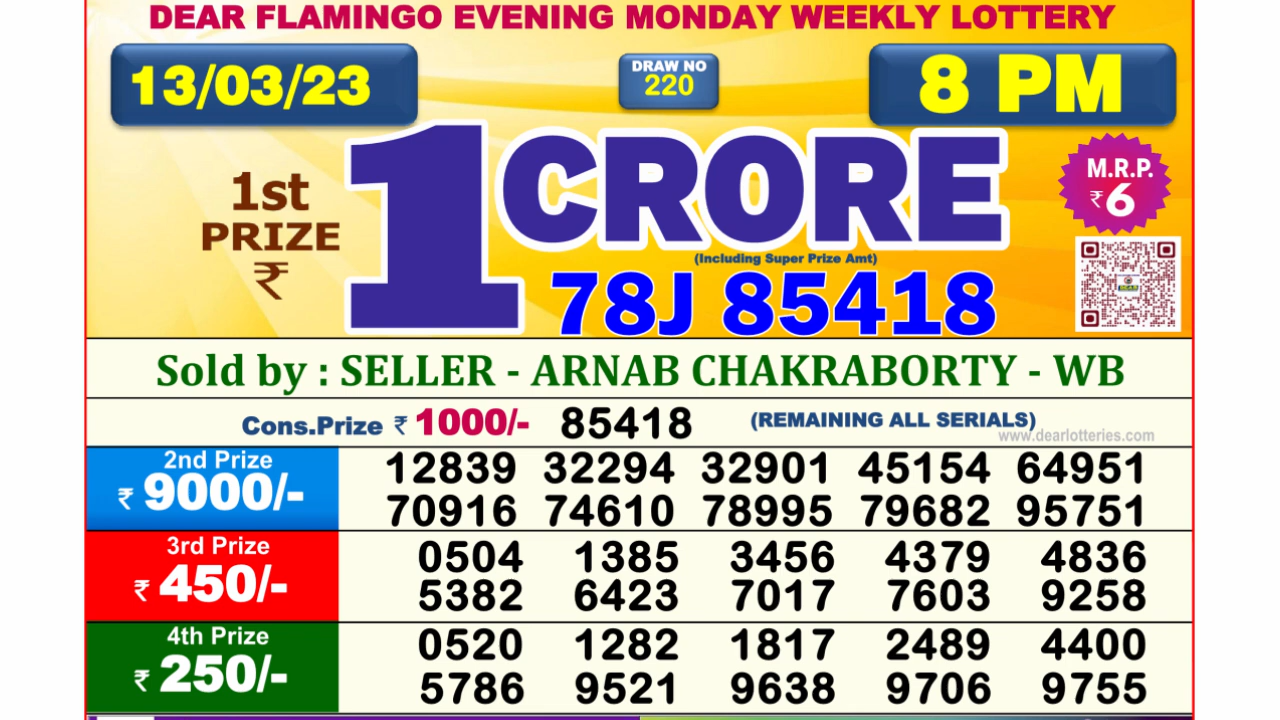 DEAR FLAMINGO EVENING MONDAY WEEKLY LOTTERY
13/03/23
DRAW NO
220
8 PM
1st
PRIZE
₹
1 CRORE
(Including Super Prize Amt)
M.R.P.
₹ 6
78J 85418
Sold by : SELLER - ARNAB CHAKRABORTY - WB
Cons.Prize ₹ 1000/- 85418 (REMAINING ALL SERIALS)
www.dearlotteries.com
2nd Prize
₹ 9000/-
12839 32294 32901 45154 64951
70916 74610 78995 79682 95751
3rd Prize
₹ 450/-
0504 1385 3456 4379 4836
5382 6423 7017 7603 9258
4th Prize
₹ 250/-
0520 1282 1817 2489 4400
5786 9521 9638 9706 9755